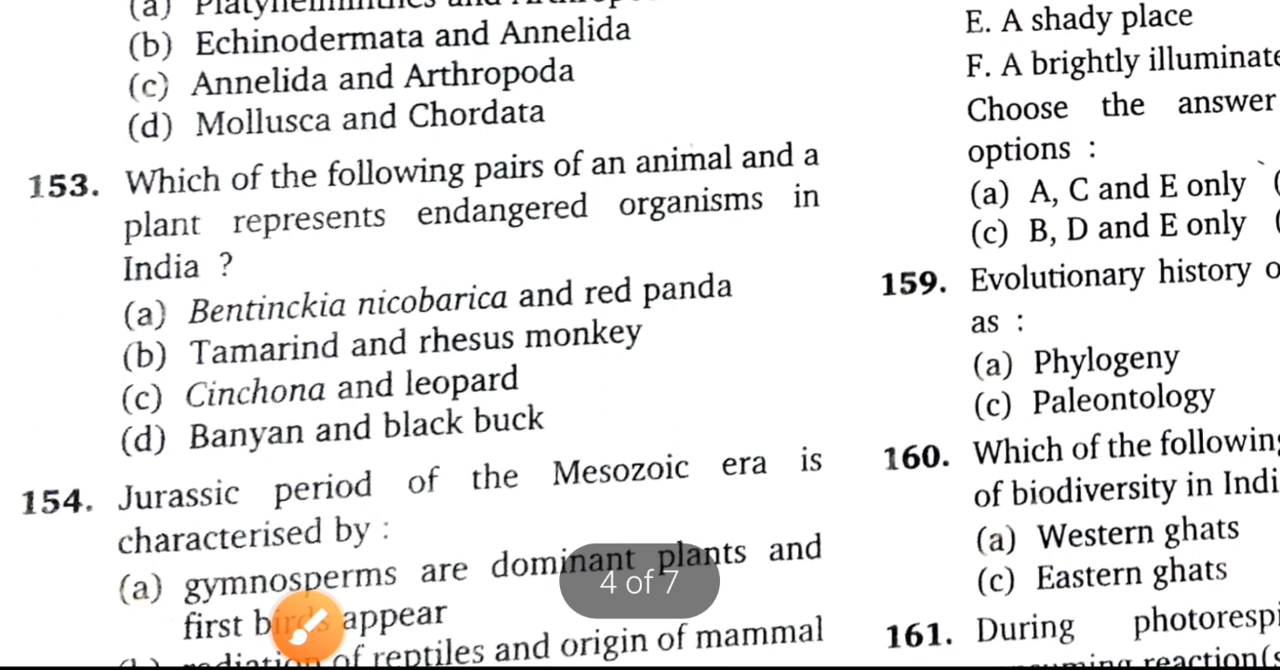 (b) Echinodermata and Annelida
(c) Annelida and Arthropoda
(d) Mollusca and Chordata
153. Which of the following pairs of an animal and a
plant represents endangered organisms in
India ?
(a) Bentinckia nicobarica and red panda
(b) Tamarind and rhesus monkey
(c) Cinchona and leopard
(d) Banyan and black buck
154. Jurassic period of the Mesozoic era is
characterised by :
(a) gymnosperms are dominant plants and
first birds appear
of reptiles and origin of mammal
E. A shady place
F. A brightly
Choose the answer
options :
(a) A, C and E only
(c) B, D and E only
159. Evolutionary history
as :
(a) Phylogeny
(c) Paleontology
160. Which of the
of biodiversity in
(a) Western ghats
(c) Eastern ghats
161. During
4 of 7